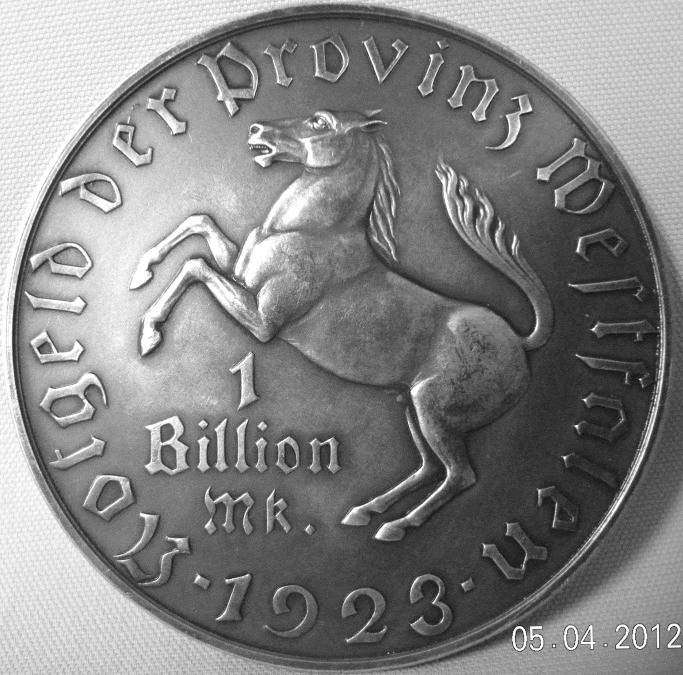 Notgeld der Provinz Westfalen
1
Billion
Mk.
·1923·
05.04.2012